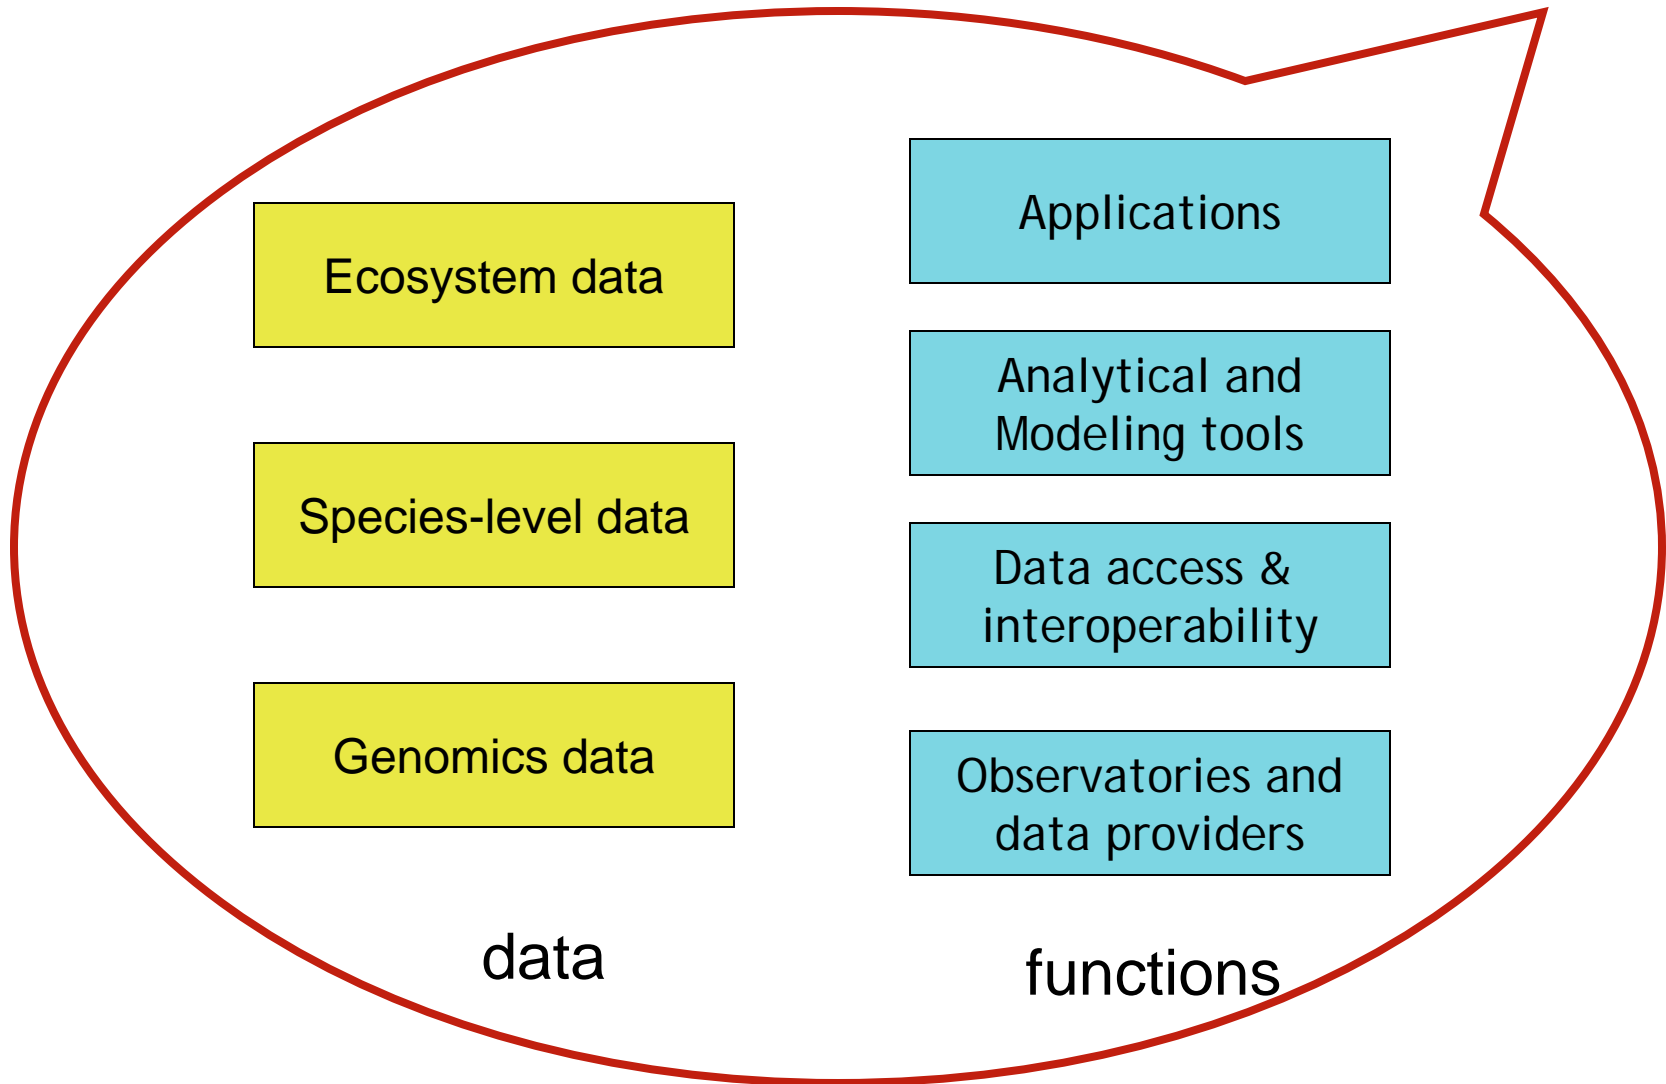 Ecosystem data
Species-level data
Genomics data
data
Applications
Analytical and
Modeling tools
Data access &
interoperability
Observatories and
data providers
functions